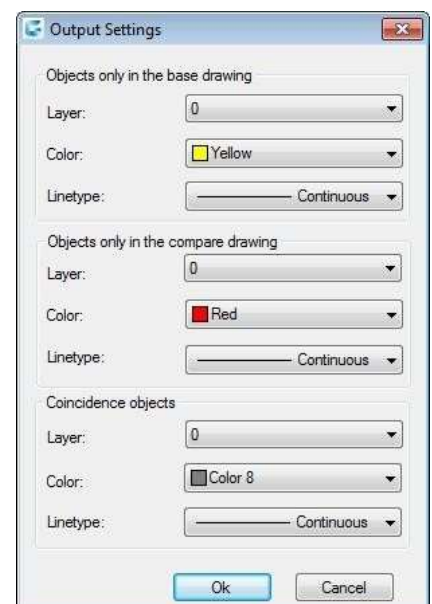 Output Settings
Objects only in the base drawing
Layer: 0
Color: Yellow
Linetype: Continuous
Objects only in the compare drawing
Layer: 0
Color: Red
Linetype: Continuous
Coincidence objects
Layer: 0
Color: Color 8
Linetype: Continuous
Ok Cancel